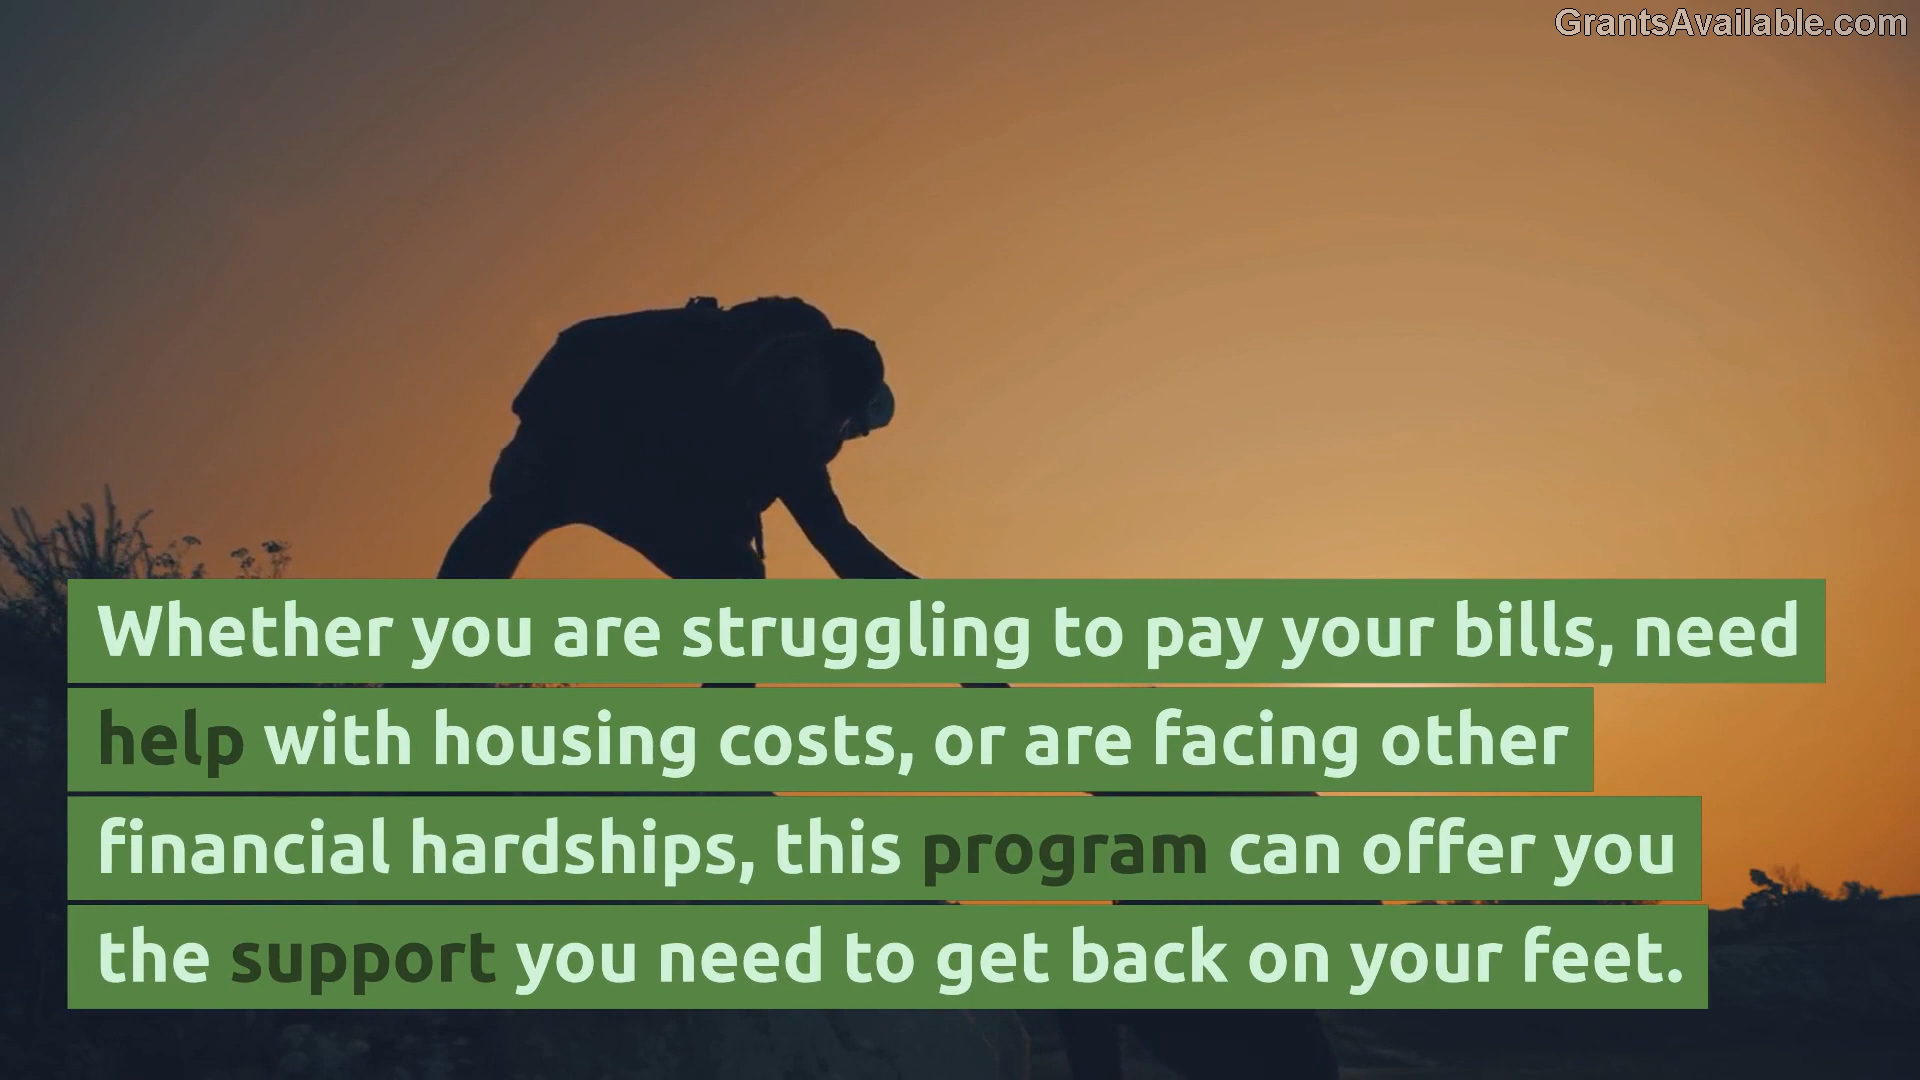 GrantsAvailable.com
Whether you are struggling to pay your bills, need
help with housing costs, or are facing other
financial hardships, this program can offer you
the support you need to get back on your feet.